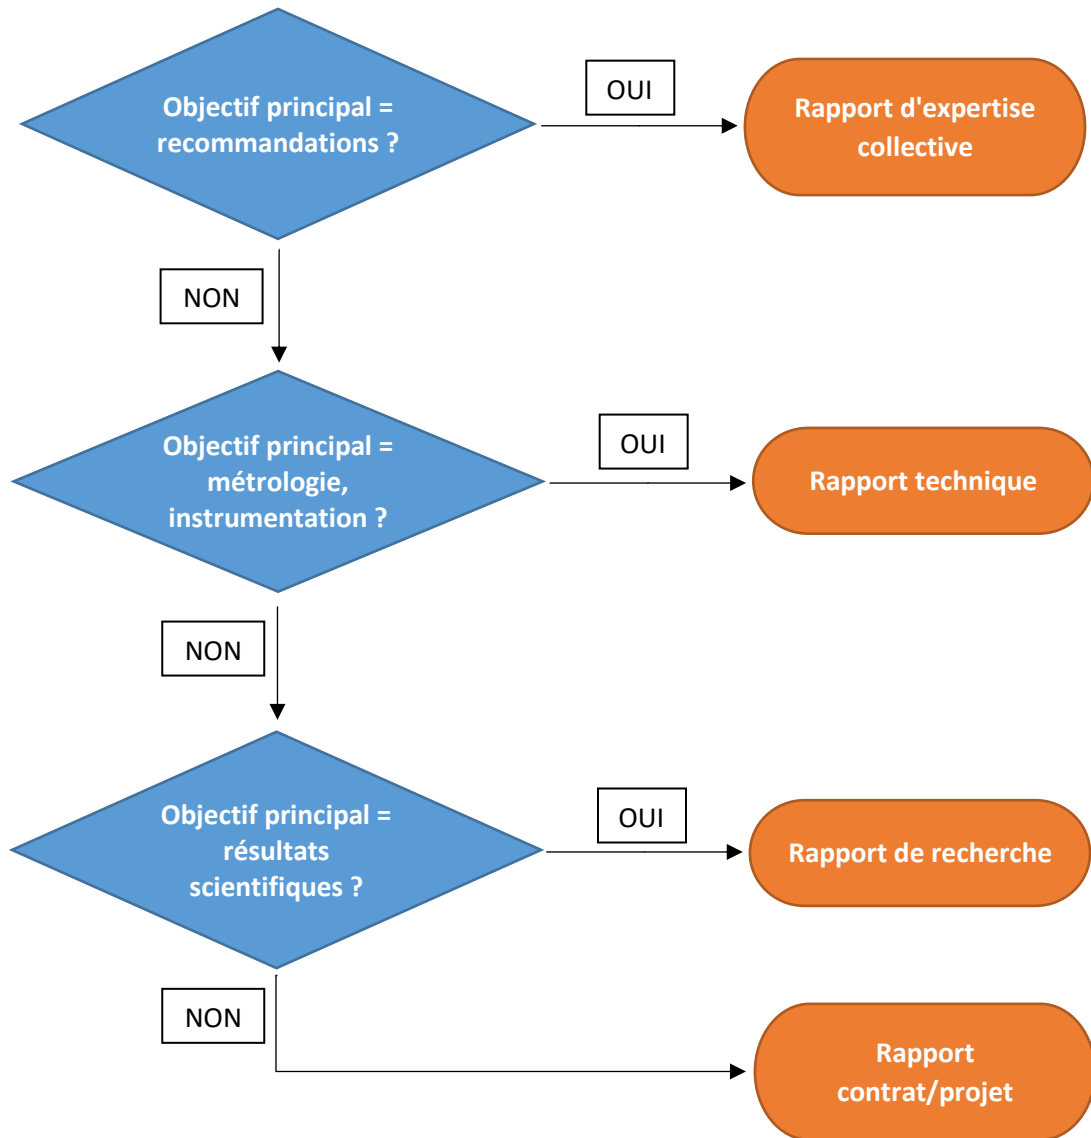 Objectif principal =
recommandations ?
OUI
Rapport d'expertise
collective
NON
Objectif principal =
métrologie,
instrumentation ?
OUI
Rapport technique
NON
Objectif principal =
résultats
scientifiques ?
OUI
Rapport de recherche
NON
Rapport
contrat/projet